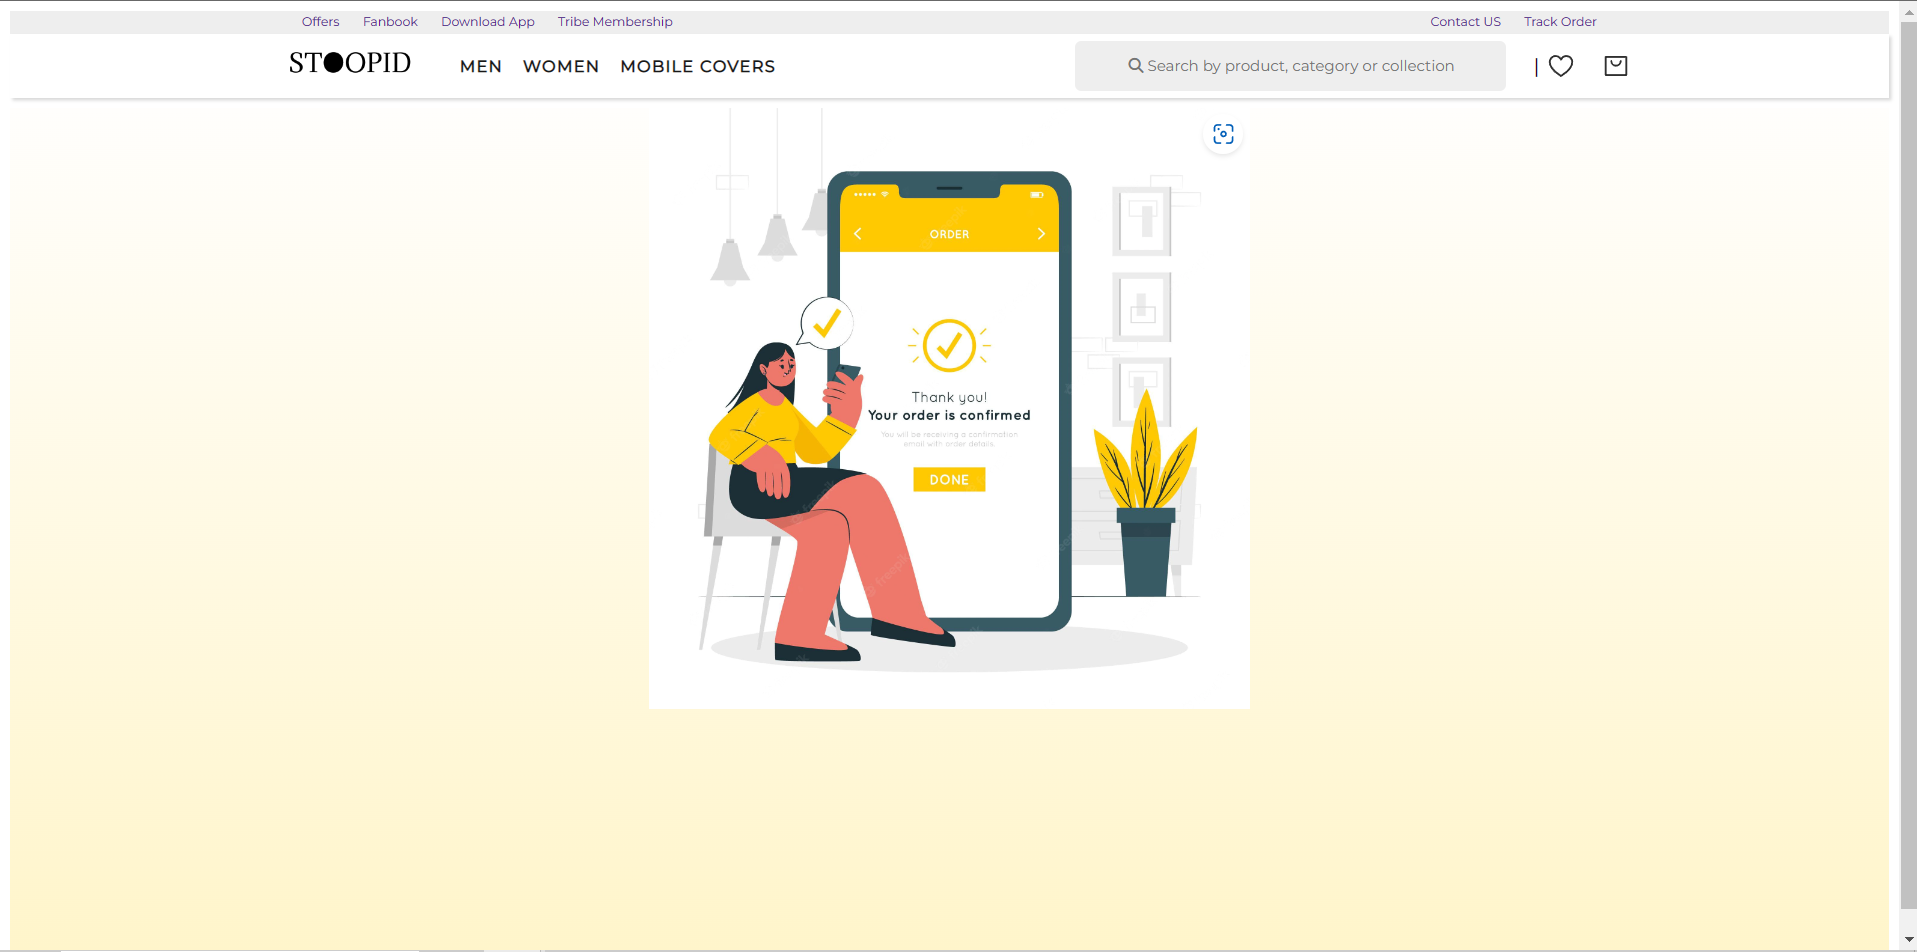 Offers Fanbook Download App Tribe Membership Contact US Track Order
STOOPID MEN WOMEN MOBILE COVERS Search by product, category or collection |
ORDER
Thank you!
Your order is confirmed
You will be receiving a confirmation
email with order details
DONE
freepik